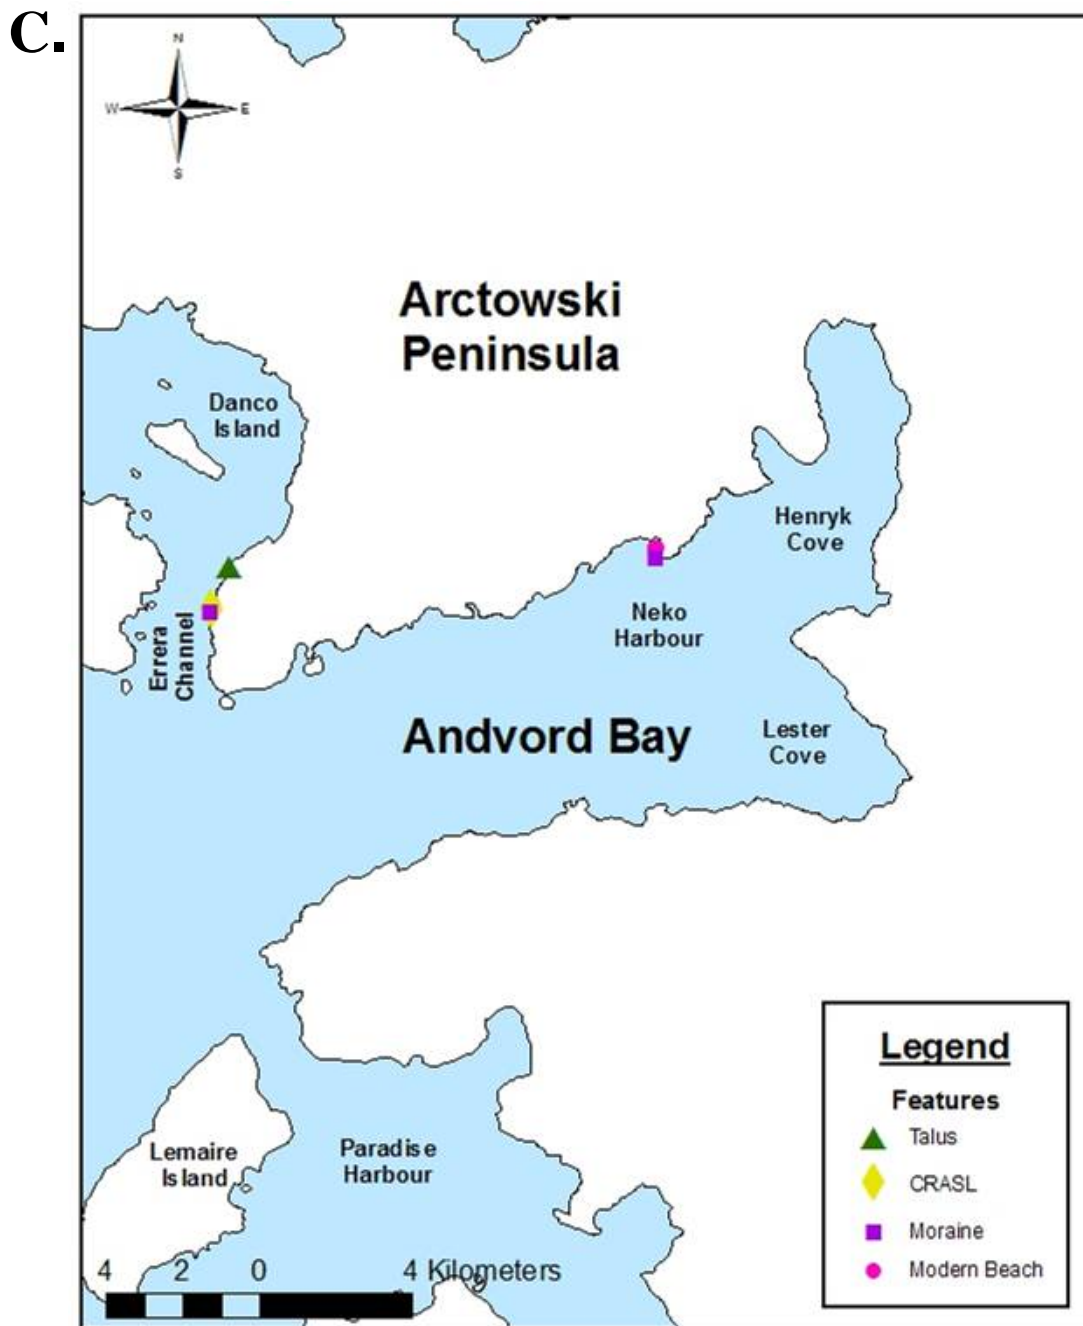 C.
N
W E
S
Arctowski
Peninsula
Danco
Island
Henryk
Cove
Neko
Harbour
Errera
Channel
Andvord Bay
Lester
Cove
Lemaire
Island
Paradise
Harbour
4 2 0 4 Kilometers
Legend
Features
Talus
CRASL
Moraine
Modern Beach